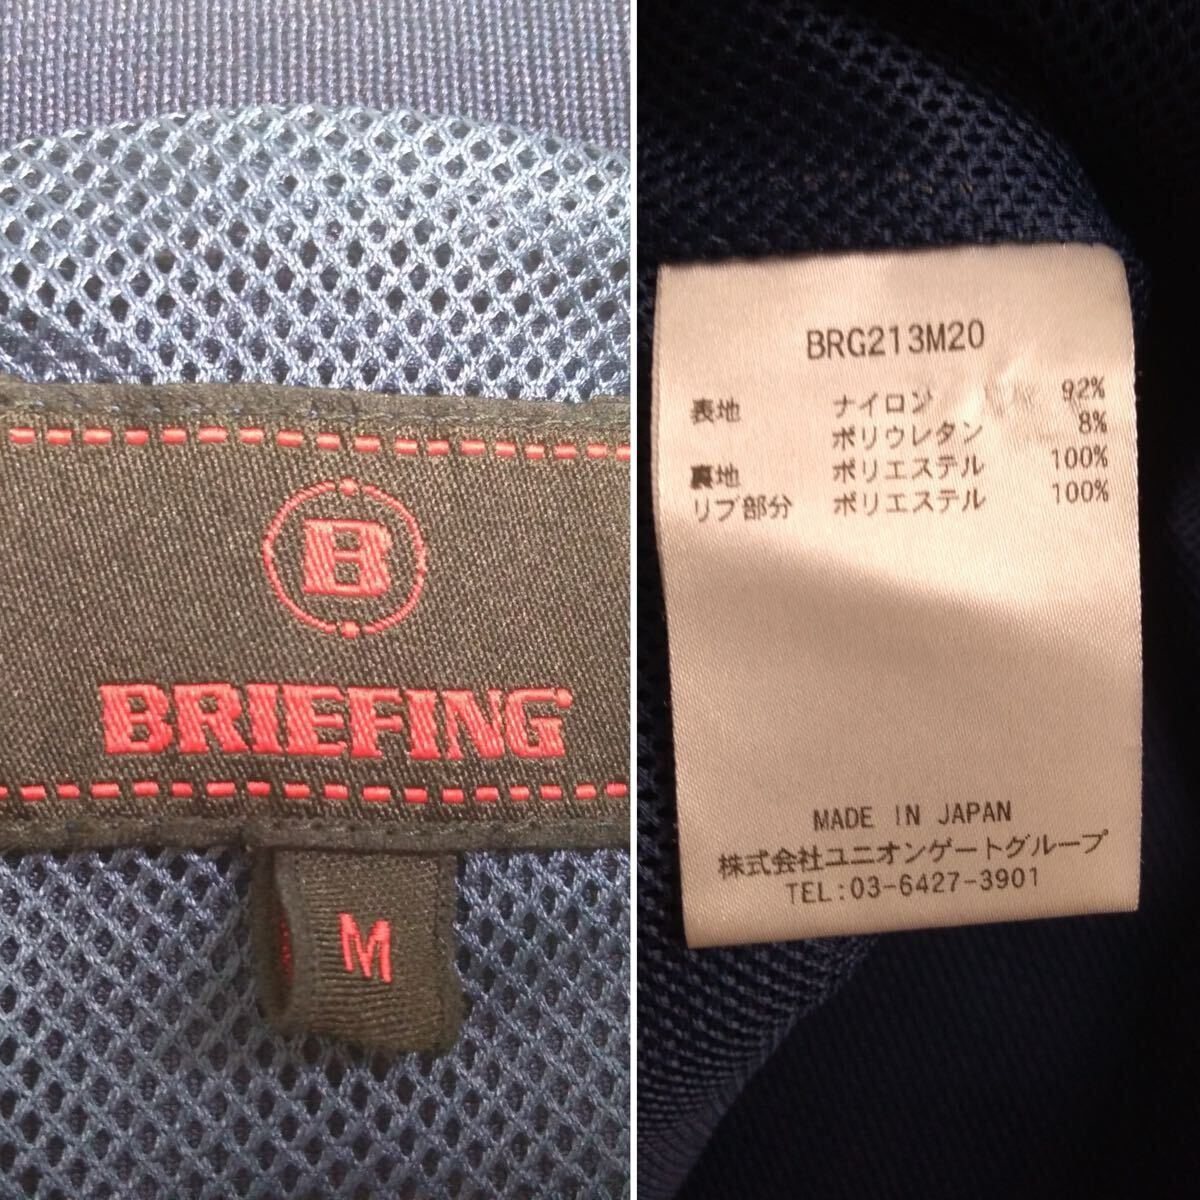 B
BRIEFING
M
BRG213M20
表地 ナイロン 92%
ポリウレタン 8%
裏地 ポリエステル 100%
リブ部分 ポリエステル 100%
MADE IN JAPAN
株式会社ユニオンゲートグループ
TEL:03-6427-3901